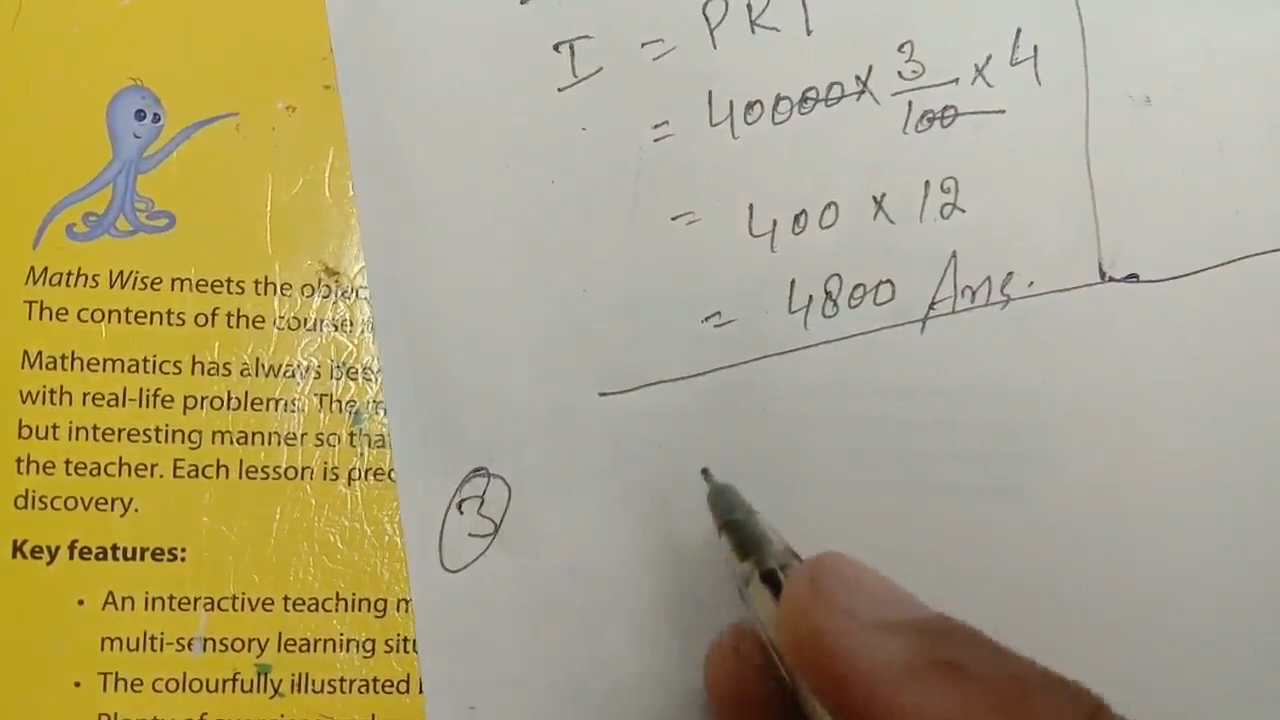 I = PRT
= 40000 x 3/100 x 4
= 400 x 12
= 4800 Ans.
3
Maths Wise meets the objec
The contents of the course
Mathematics has always bee
with real-life problems. The
but interesting manner so tha
the teacher. Each lesson is prec
discovery.
Key features:
• An interactive teaching m
multi-sensory learning situ
• The colourfully illustrated